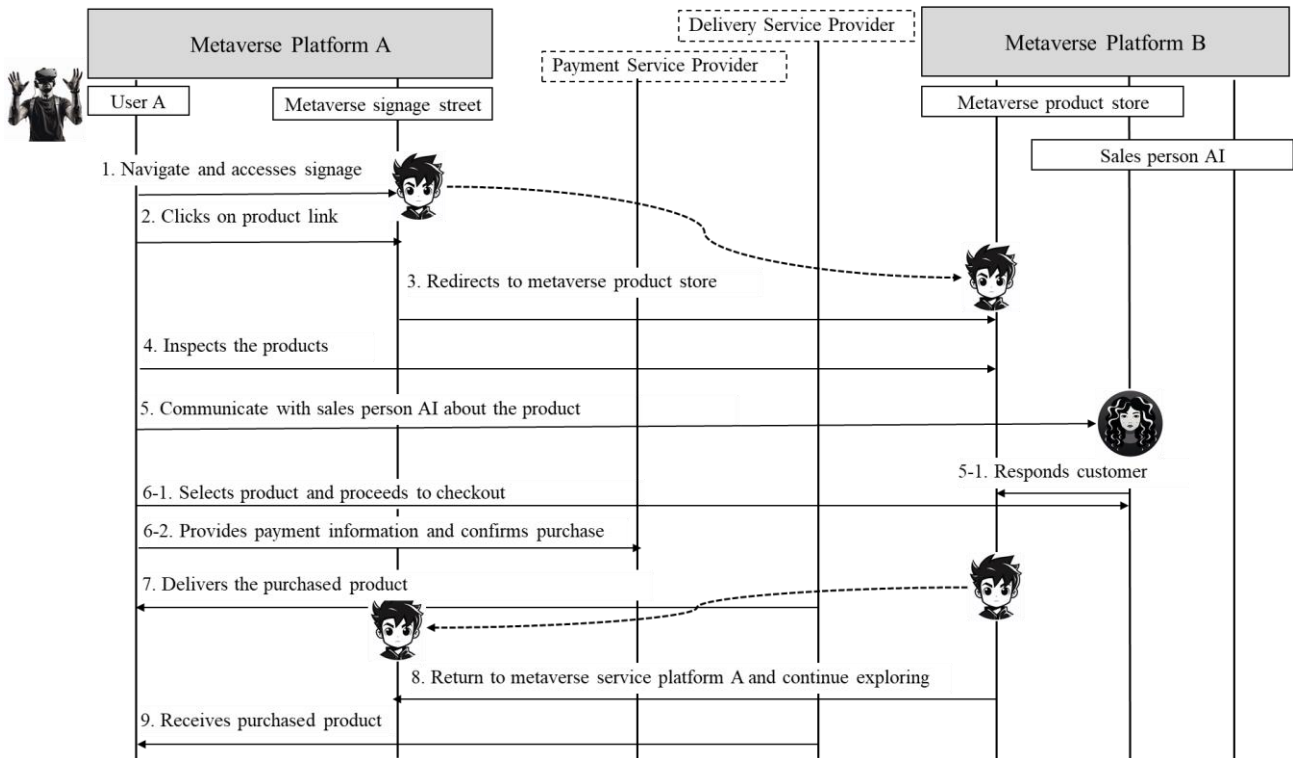 Delivery Service Provider
Metaverse Platform A
Metaverse Platform B
Payment Service Provider
User A
Metaverse signage street
Metaverse product store
Sales person AI
1. Navigate and accesses signage
2. Clicks on product link
3. Redirects to metaverse product store
4. Inspects the products
5. Communicate with sales person AI about the product
5-1. Responds customer
6-1. Selects product and proceeds to checkout
6-2. Provides payment information and confirms purchase
7. Delivers the purchased product
8. Return to metaverse service platform A and continue exploring
9. Receives purchased product